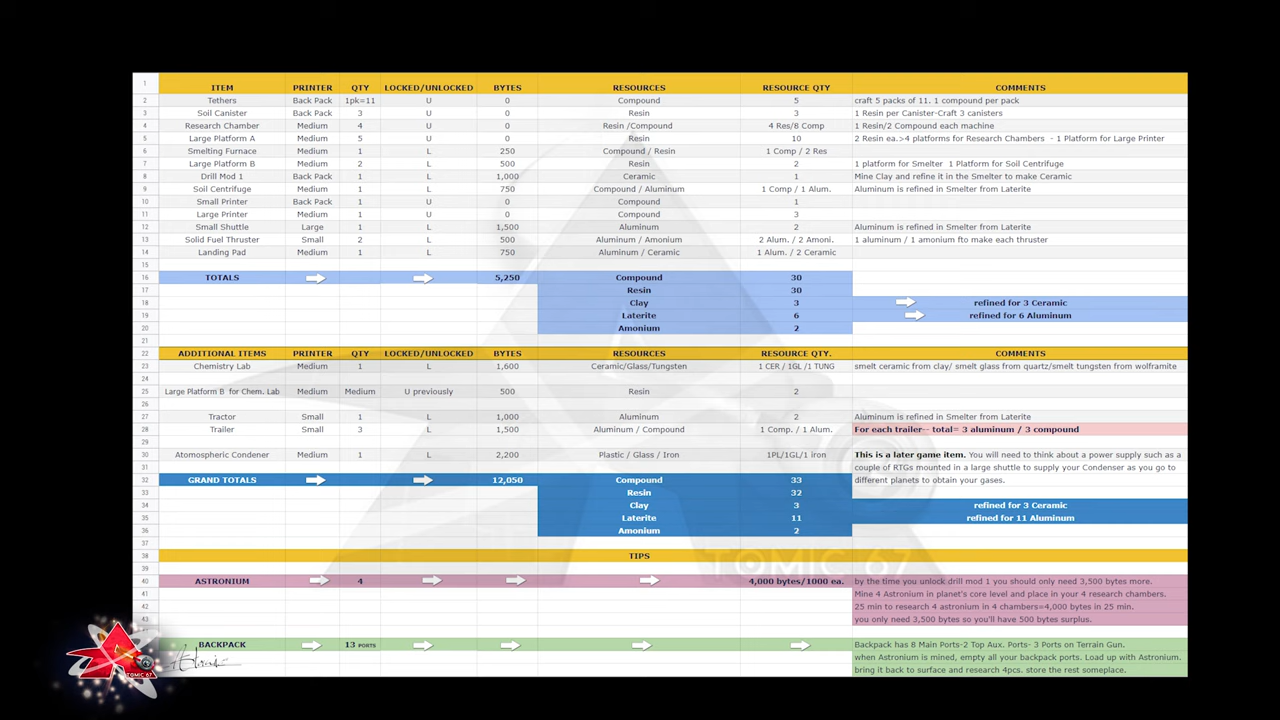 1 ITEM PRINTER QTY LOCKED/UNLOCKED BYTES RESOURCES RESOURCE QTY COMMENTS
2 Tethers Back Pack 1pk=11 U 0 Compound 5 craft 5 packs of 11. 1 compound per pack
3 Soil Canister Back Pack 3 U 0 Resin 3 1 Resin per Canister-Craft 3 canisters
4 Research Chamber Medium 4 U 0 Resin /Compound 4 Res/8 Comp 1 Resin/2 Compound each machine
5 Large Platform A Medium 5 U 0 Resin 10 2 Resin ea.>4 platforms for Research Chambers - 1 Platform for Large Printer
6 Smelting Furnace Medium 1 L 250 Compound / Resin 1 Comp / 2 Res
7 Large Platform B Medium 2 L 500 Resin 2 1 platform for Smelter 1 Platform for Soil Centrifuge
8 Drill Mod 1 Back Pack 1 L 1,000 Ceramic 1 Mine Clay and refine it in the Smelter to make Ceramic
9 Soil Centrifuge Medium 1 L 750 Compound / Aluminum 1 Comp / 1 Alum. Aluminum is refined in Smelter from Laterite
10 Small Printer Back Pack 1 U 0 Compound 1
11 Large Printer Medium 1 U 0 Compound 3
12 Small Shuttle Large 1 L 1,500 Aluminum 2 Aluminum is refined in Smelter from Laterite
13 Solid Fuel Thruster Small 2 L 500 Aluminum / Amonium 2 Alum. / 2 Amoni. 1 aluminum / 1 amonium fto make each thruster
14 Landing Pad Medium 1 L 750 Aluminum / Ceramic 1 Alum. / 2 Ceramic
15
16 TOTALS 5,250 Compound 30
17 Resin 30
18 Clay 3 refined for 3 Ceramic
19 Laterite 6 refined for 6 Aluminum
20 Amonium 2
21
22 ADDITIONAL ITEMS PRINTER QTY LOCKED/UNLOCKED BYTES RESOURCES RESOURCE QTY. COMMENTS
23 Chemistry Lab Medium 1 L 1,600 Ceramic/Glass/Tungsten 1 CER / 1GL /1 TUNG smelt ceramic from clay/ smelt glass from quartz/smelt tungsten from wolframite
24
25 Large Platform B for Chem. Lab Medium Medium U previously 500 Resin 2
26
27 Tractor Small 1 L 1,000 Aluminum 2 Aluminum is refined in Smelter from Laterite
28 Trailer Small 3 L 1,500 Aluminum / Compound 1 Comp. / 1 Alum. For each trailer-- total= 3 aluminum / 3 compound
29
30 Atomospheric Condener Medium 1 L 2,200 Plastic / Glass / Iron 1PL/1GL/1 iron This is a later game item. You will need to think about a power supply such as a
31 couple of RTGs mounted in a large shuttle to supply your Condenser as you go to
32 GRAND TOTALS 12,050 Compound 33 different planets to obtain your gases.
33 Resin 32
34 Clay 3 refined for 3 Ceramic
35 Laterite 11 refined for 11 Aluminum
36 Amonium 2
37
38 TIPS
39
40 ASTRONIUM 4 4,000 bytes/1000 ea. by the time you unlock drill mod 1 you should only need 3,500 bytes more.
41 Mine 4 Astronium in planet's core level and place in your 4 research chambers.
42 25 min to research 4 astronium in 4 chambers=4,000 bytes in 25 min.
43 you only need 3,500 bytes so you'll have 500 bytes surplus.
BACKPACK 13 PORTS Backpack has 8 Main Ports-2 Top Aux. Ports- 3 Ports on Terrain Gun.
when Astronium is mined, empty all your backpack ports. Load up with Astronium.
bring it back to surface and research 4pcs. store the rest someplace.
TOMIC 67
TOMIC 67